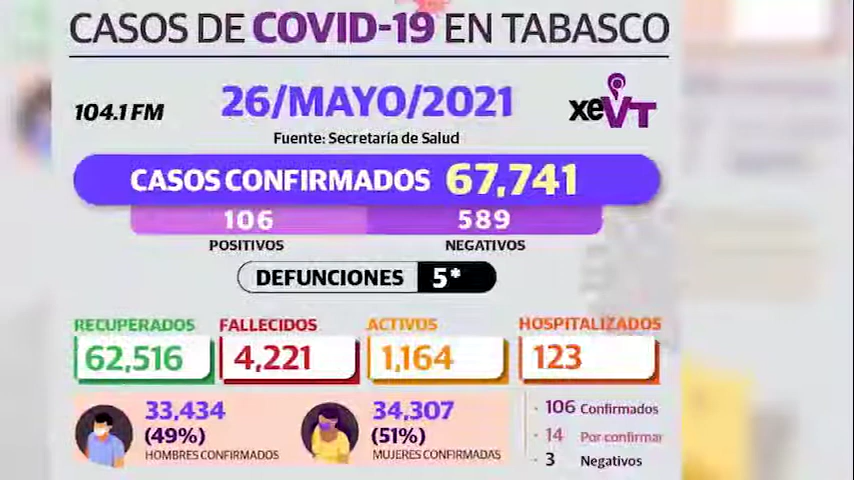 CASOS DE COVID-19 EN TABASCO
104.1 FM
26/MAYO/2021
xeVT
Fuente: Secretaría de Salud
CASOS CONFIRMADOS 67,741
106 589
POSITIVOS NEGATIVOS
DEFUNCIONES 5*
RECUPERADOS FALLECIDOS ACTIVOS HOSPITALIZADOS
62,516 4,221 1,164 123
33,434 34,307
(49%) (51%)
HOMBRES CONFIRMADOS MUJERES CONFIRMADAS
· 106 Confirmados
· 14 Por confirmar
· 3 Negativos